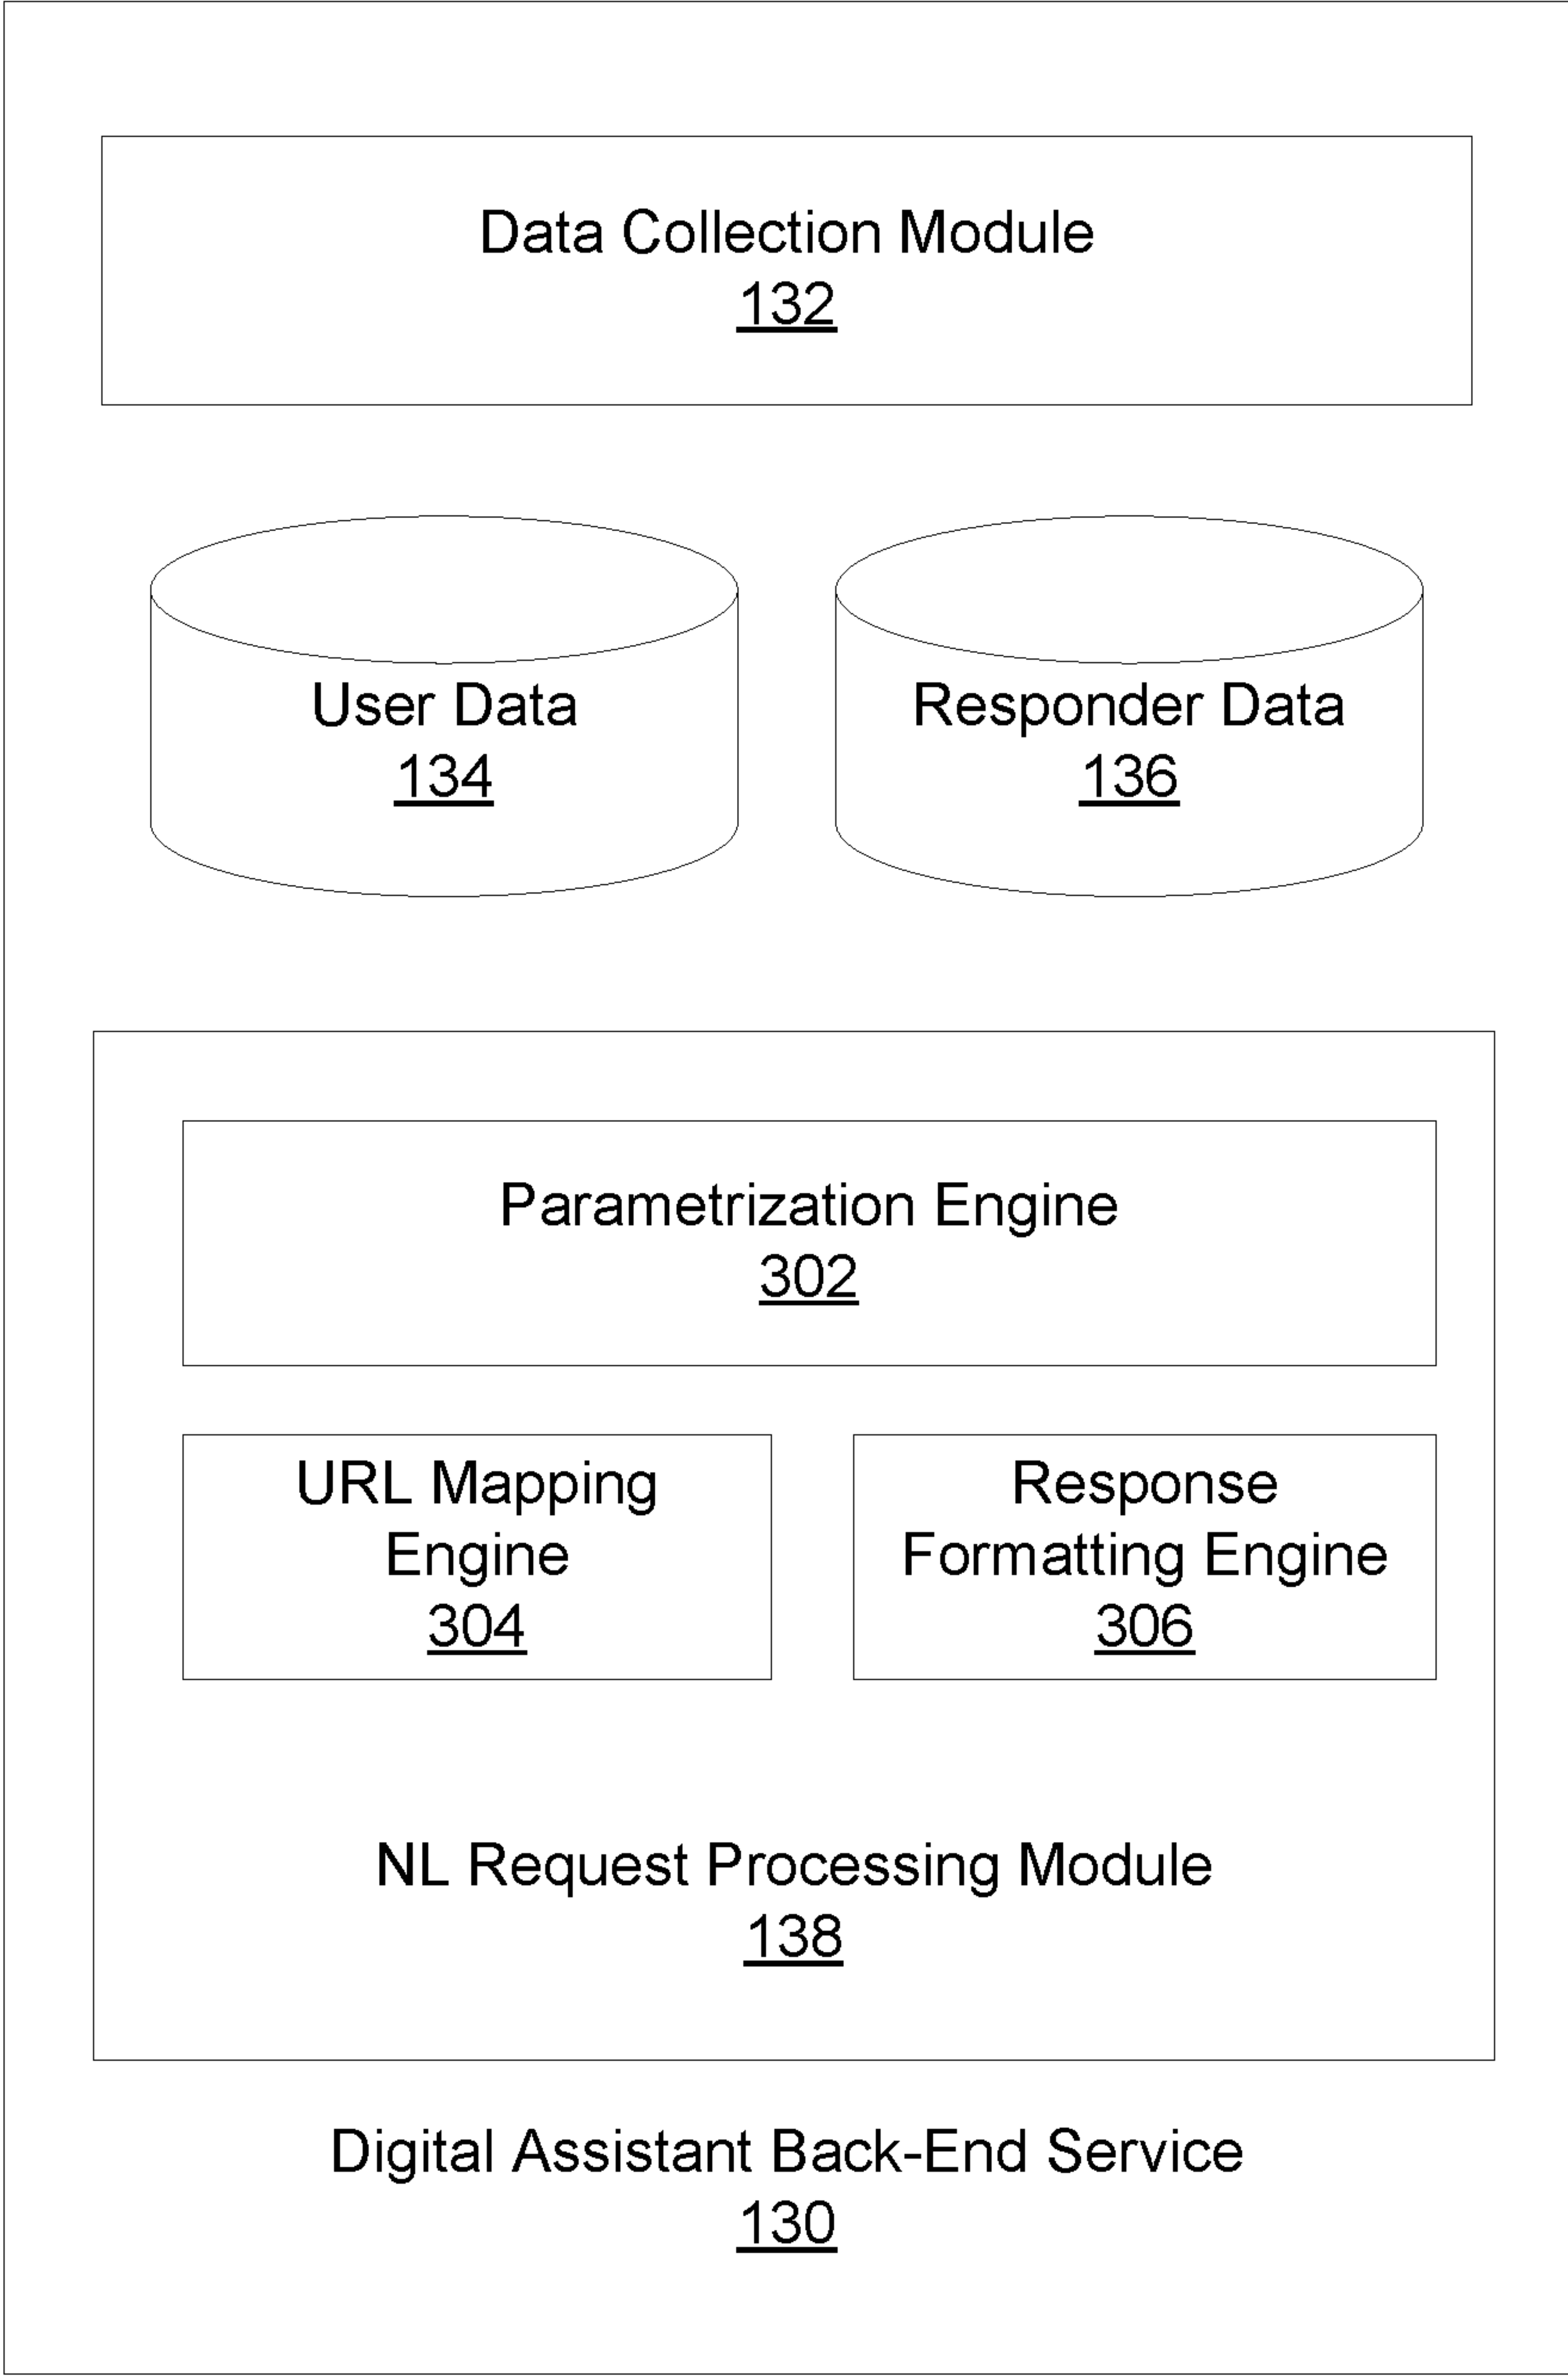 Data Collection Module
132
User Data
134
Responder Data
136
Parametrization Engine
302
URL Mapping
Engine
304
Response
Formatting Engine
306
NL Request Processing Module
138
Digital Assistant Back-End Service
130